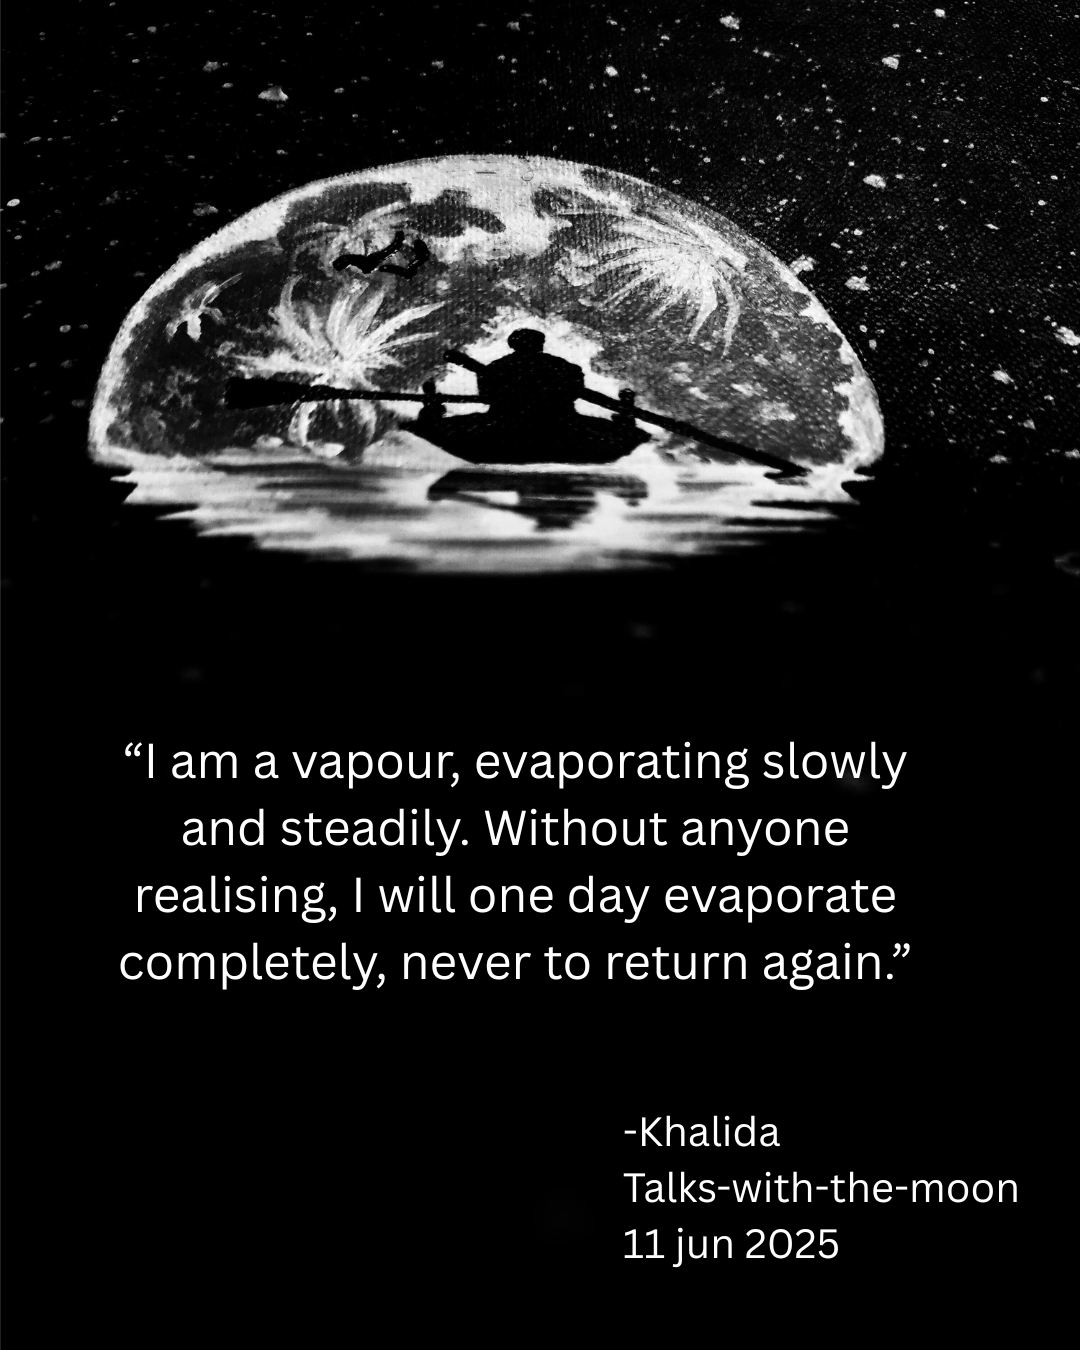 “I am a vapour, evaporating slowly
and steadily. Without anyone
realising, I will one day evaporate
completely, never to return again.”
-Khalida
Talks-with-the-moon
11 jun 2025